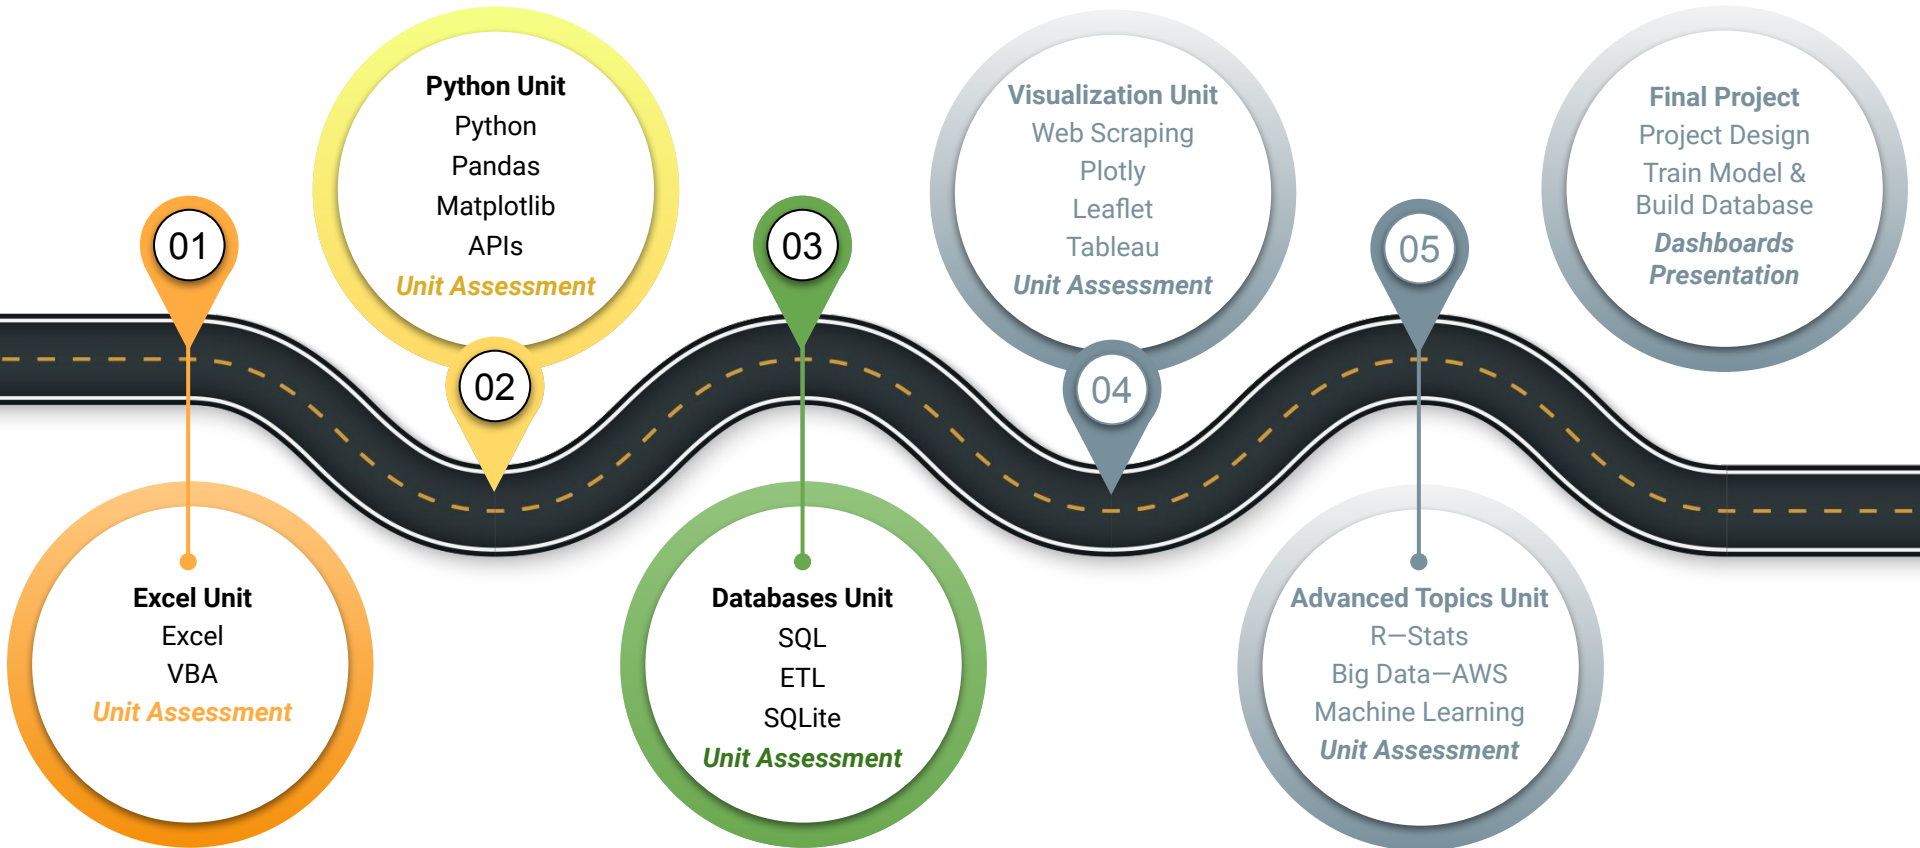 01
Excel Unit
Excel
VBA
Unit Assessment
Python Unit
Python
Pandas
Matplotlib
APIs
Unit Assessment
02
03
Databases Unit
SQL
ETL
SQLite
Unit Assessment
Visualization Unit
Web Scraping
Plotly
Leaflet
Tableau
Unit Assessment
04
05
Advanced Topics Unit
R—Stats
Big Data—AWS
Machine Learning
Unit Assessment
Final Project
Project Design
Train Model &
Build Database
Dashboards
Presentation